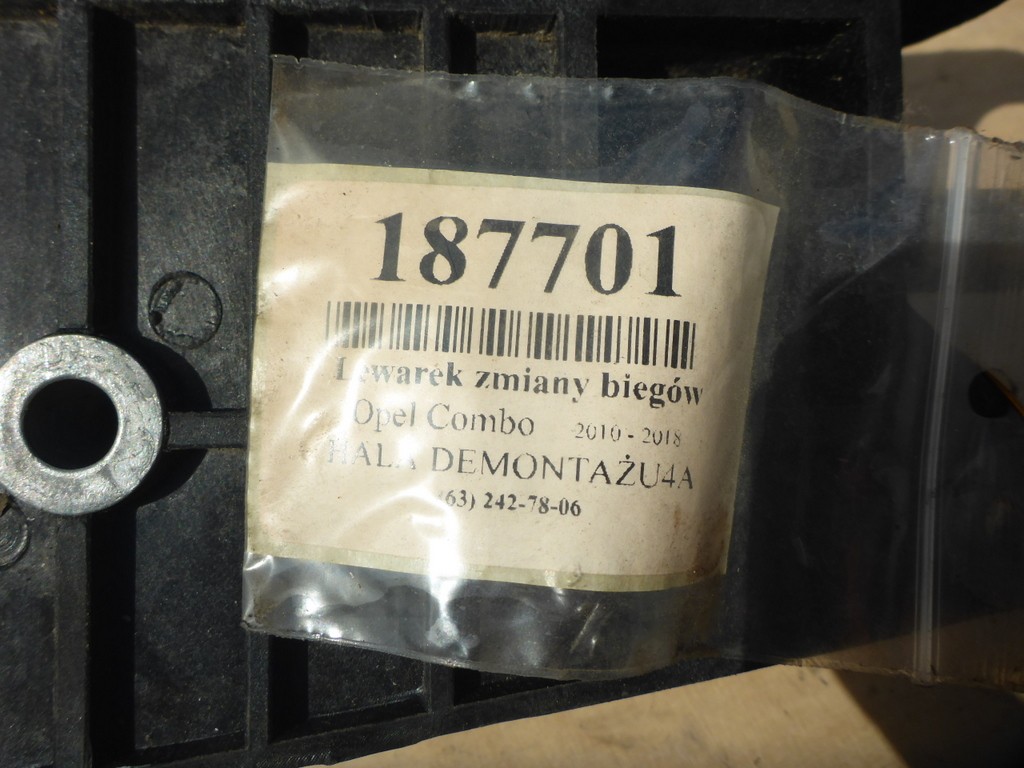 187701
Lewarek zmiany biegów
Opel Combo 2010 - 2018
HALA DEMONTAŻU4A
(63) 242-78-06